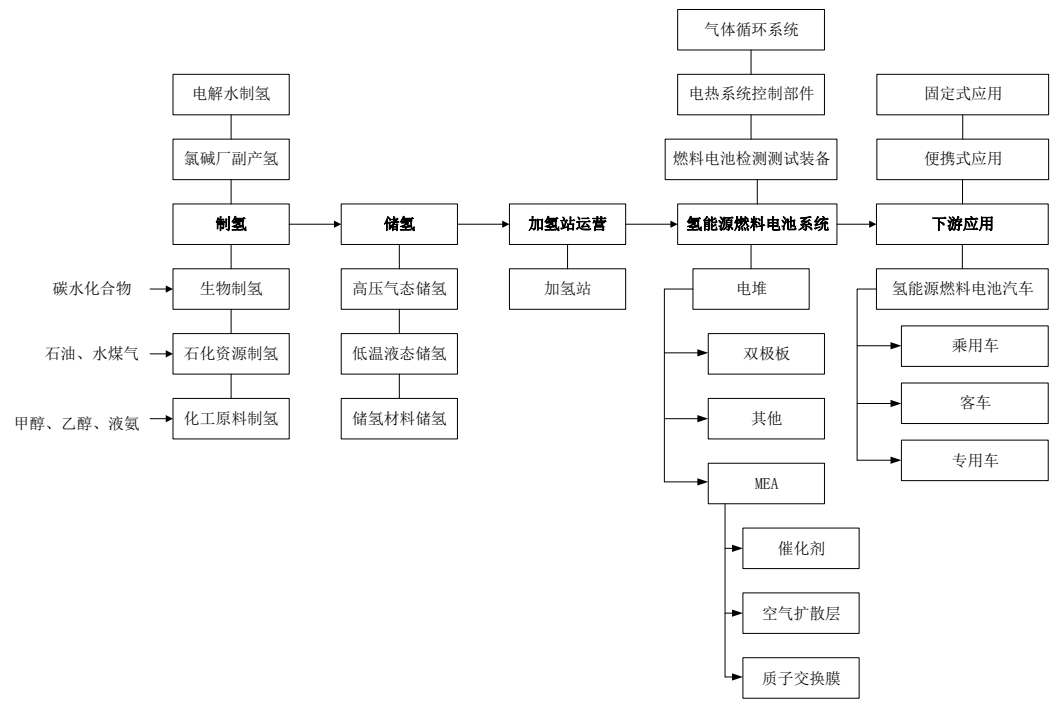 气体循环系统
电解水制氢
电热系统控制部件
固定式应用
氯碱厂副产氢
燃料电池检测测试装备
便携式应用
制氢
储氢
加氢站运营
氢能源燃料电池系统
下游应用
碳水化合物
生物制氢
高压气态储氢
加氢站
电堆
氢能源燃料电池汽车
石油、水煤气
石化资源制氢
低温液态储氢
双极板
乘用车
甲醇、乙醇、液氨
化工原料制氢
储氢材料储氢
其他
客车
专用车
MEA
催化剂
空气扩散层
质子交换膜